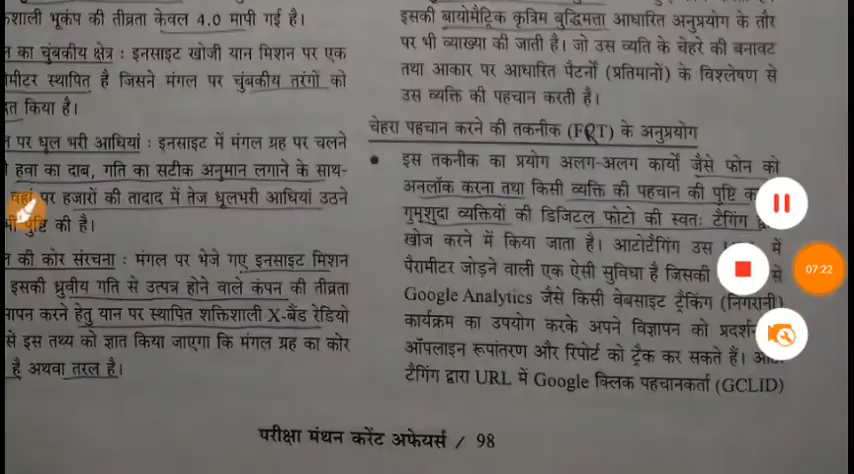 शाली भूकंप की तीव्रता केवल 4.0 मापी गई है।
का चुंबकीय क्षेत्र : इनसाइट खोजी यान मिशन पर एक
मीटर स्थापित है जिसने मंगल पर चुंबकीय तरंगों को
किया है।
पर धूल भरी आधियां : इनसाइट में मंगल ग्रह पर चलने
हवा का दाब, गति का सटीक अनुमान लगाने के साथ-
पर हजारों की तादाद में तेज धूलभरी आधियां उठने
पुष्टि की है।
की कोर संरचना : मंगल पर भेजे गए इनसाइट मिशन
इसकी ध्रुवीय गति से उत्पन्न होने वाले कंपन की तीव्रता
मापन करने हेतु यान पर स्थापित शक्तिशाली X-बैंड रेडियो
से इस तथ्य को ज्ञात किया जाएगा कि मंगल ग्रह का कोर
है अथवा तरल है।
इसकी बायोमैट्रिक कृत्रिम बुद्धिमत्ता आधारित अनुप्रयोग के तौर
पर भी व्याख्या की जाती है। जो उस व्यति के चेहरे की बनावट
तथा आकार पर आधारित पैटर्नों (प्रतिमानों) के विश्लेषण से
उस व्यक्ति की पहचान करती है।
चेहरा पहचान करने की तकनीक (FRT) के अनुप्रयोग
• इस तकनीक का प्रयोग अलग-अलग कार्यों जैसे फोन को
अनलॉक करना तथा किसी व्यक्ति की पहचान की पुष्टि
गुमशुदा व्यक्तियों की डिजिटल फोटो की स्वतः टैगिंग
खोज करने में किया जाता है। आटोटैगिंग उस में
पैरामीटर जोड़ने वाली एक ऐसी सुविधा है जिसकी से
Google Analytics जैसे किसी वेबसाइट ट्रैकिंग (निगरानी)
कार्यक्रम का उपयोग करके अपने विज्ञापन को
ऑपलाइन रूपांतरण और रिपोर्ट को ट्रैक कर सकते हैं।
टैगिंग द्वारा URL में Google क्लिक पहचानकर्ता (GCLID)
परीक्षा मंथन करेंट अफेयर्स / 98
07:22